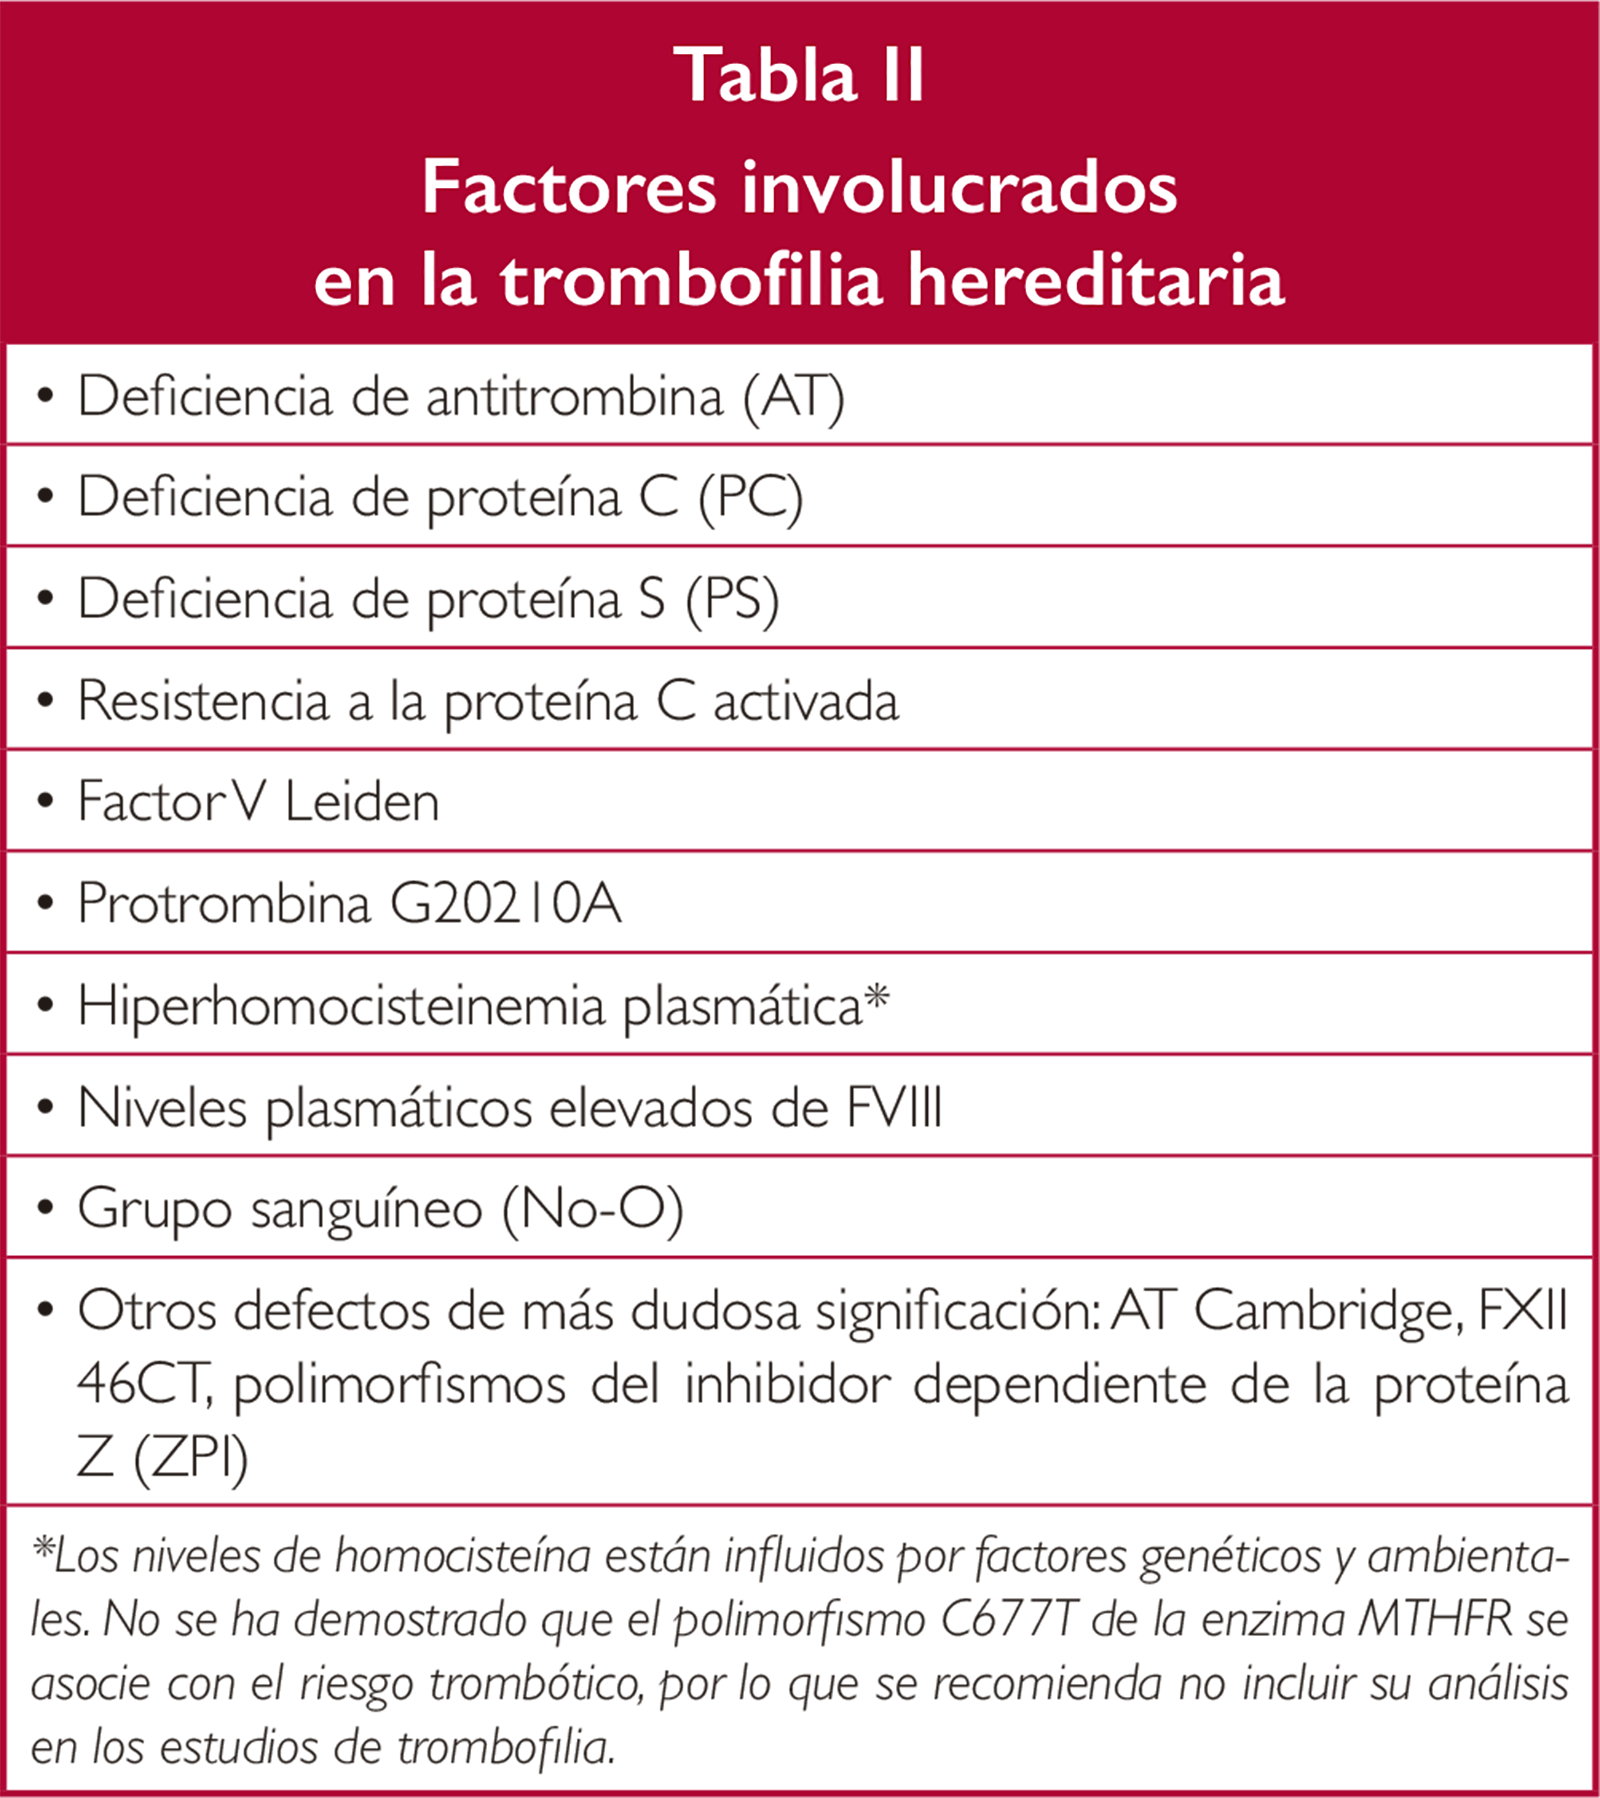 Tabla II
Factores involucrados
en la trombofilia hereditaria
• Deficiencia de antitrombina (AT)
• Deficiencia de proteína C (PC)
• Deficiencia de proteína S (PS)
• Resistencia a la proteína C activada
• Factor V Leiden
• Protrombina G20210A
• Hiperhomocisteinemia plasmática*
• Niveles plasmáticos elevados de FVIII
• Grupo sanguíneo (No-O)
• Otros defectos de más dudosa significación: AT Cambridge, FXII
46CT, polimorfismos del inhibidor dependiente de la proteína
Z (ZPI)
*Los niveles de homocisteína están influidos por factores genéticos y ambienta-
les. No se ha demostrado que el polimorfismo C677T de la enzima MTHFR se
asocie con el riesgo trombótico, por lo que se recomienda no incluir su análisis
en los estudios de trombofilia.